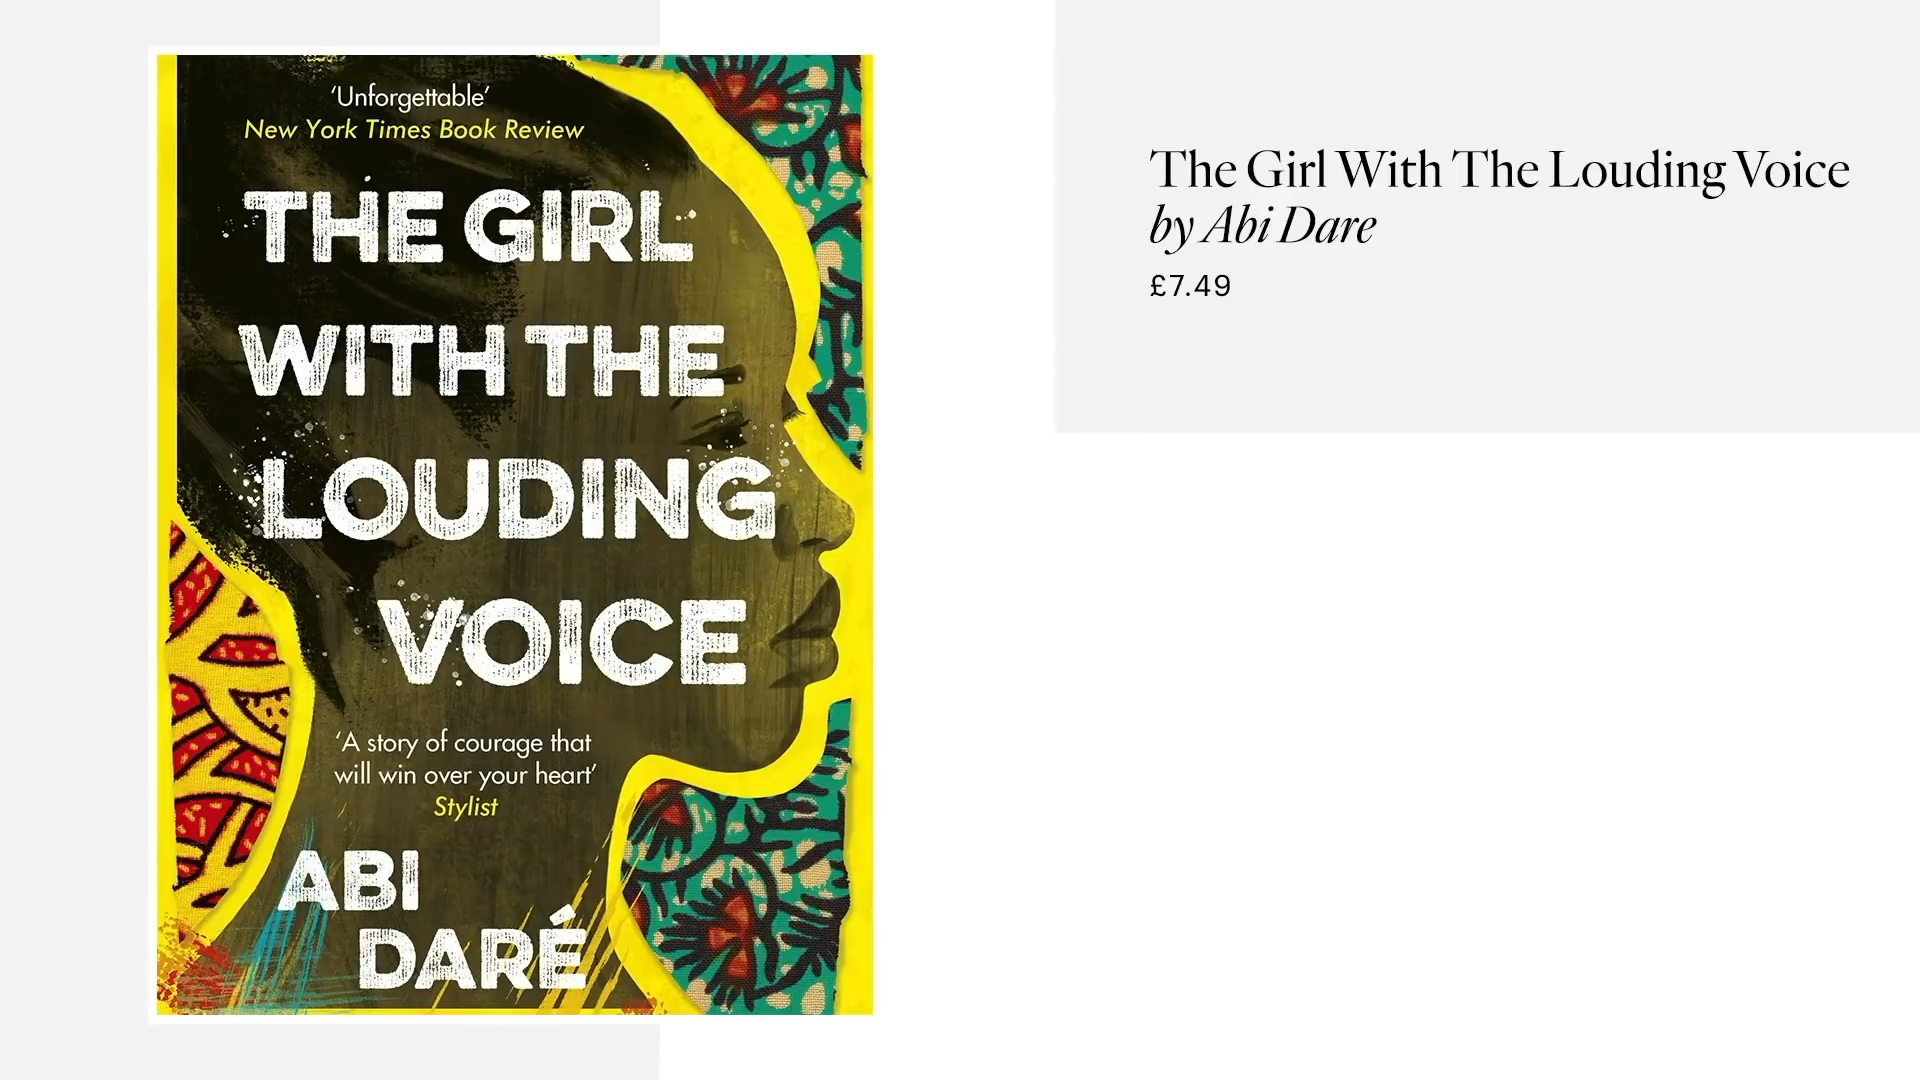 ‘Unforgettable’
New York Times Book Review
THE GIRL
WITH THE
LOUDING
VOICE
‘A story of courage that
will win over your heart’
Stylist
ABI
DARÉ
The Girl With The Louding Voice
by Abi Dare
£7.49